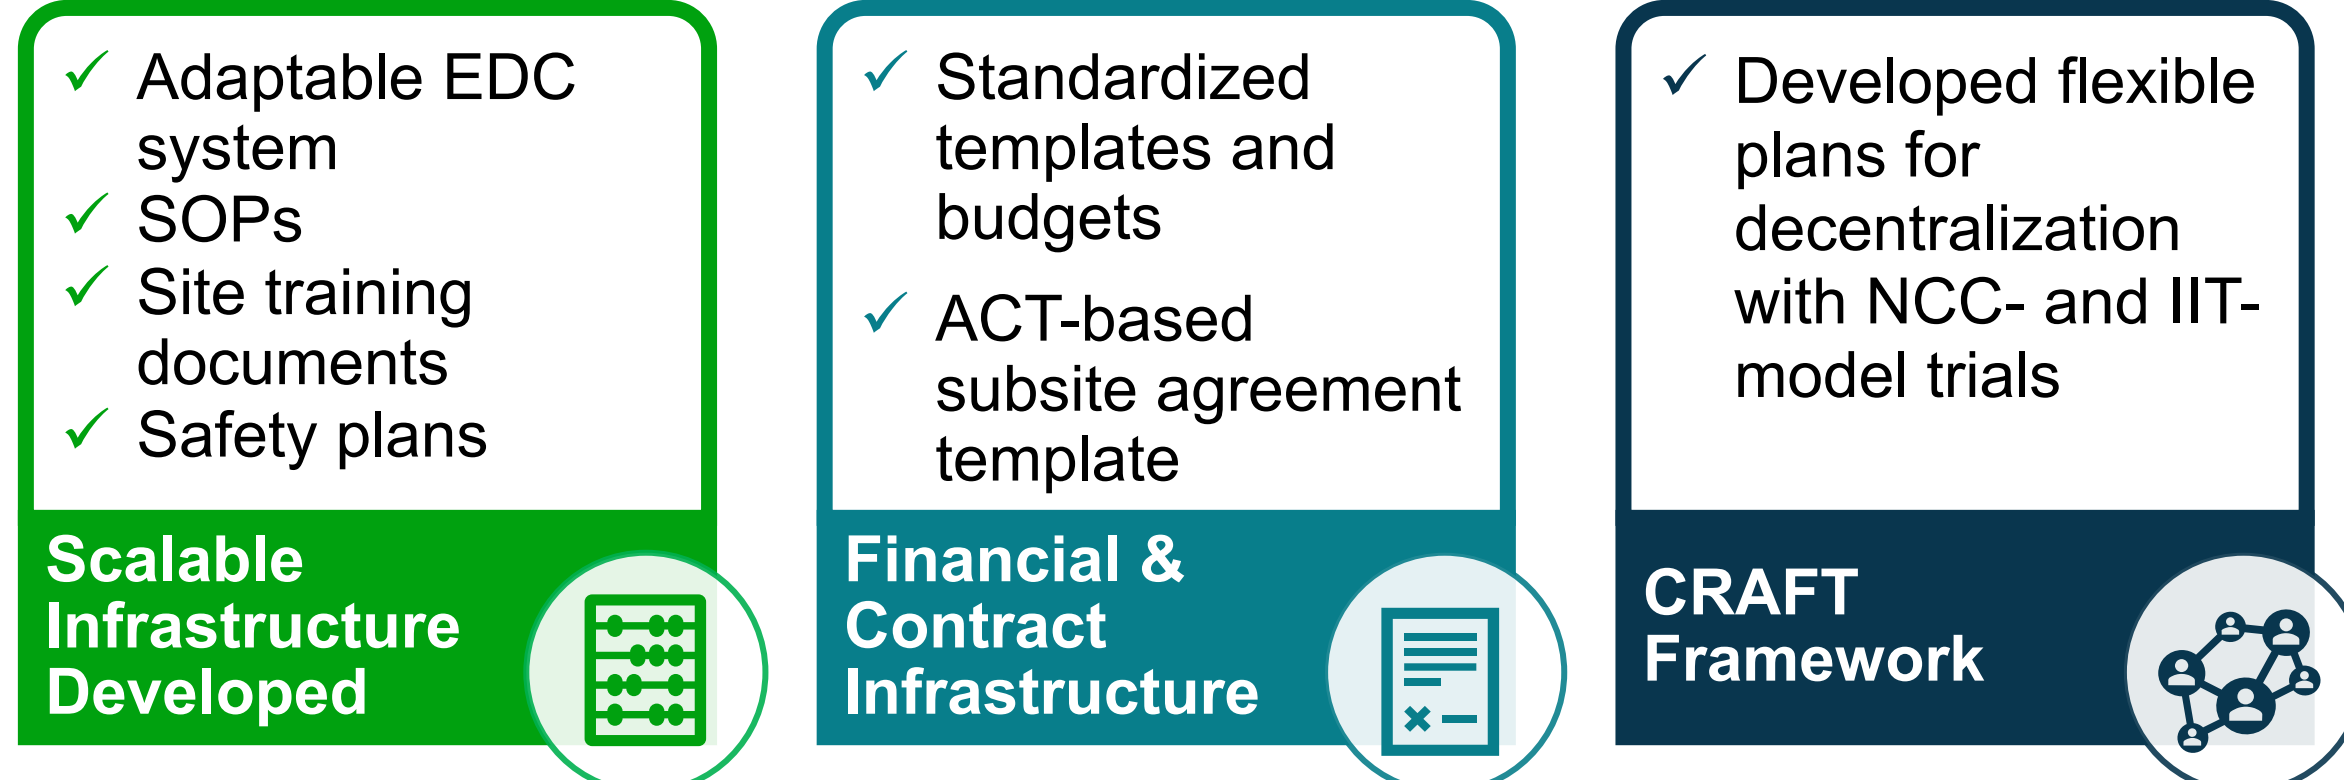 ✓ Adaptable EDC
system
✓ SOPs
✓ Site training
documents
✓ Safety plans
Scalable
Infrastructure
Developed
✓ Standardized
templates and
budgets
✓ ACT-based
subsite agreement
template
Financial &
Contract
Infrastructure
✓ Developed flexible
plans for
decentralization
with NCC- and IIT-
model trials
CRAFT
Framework